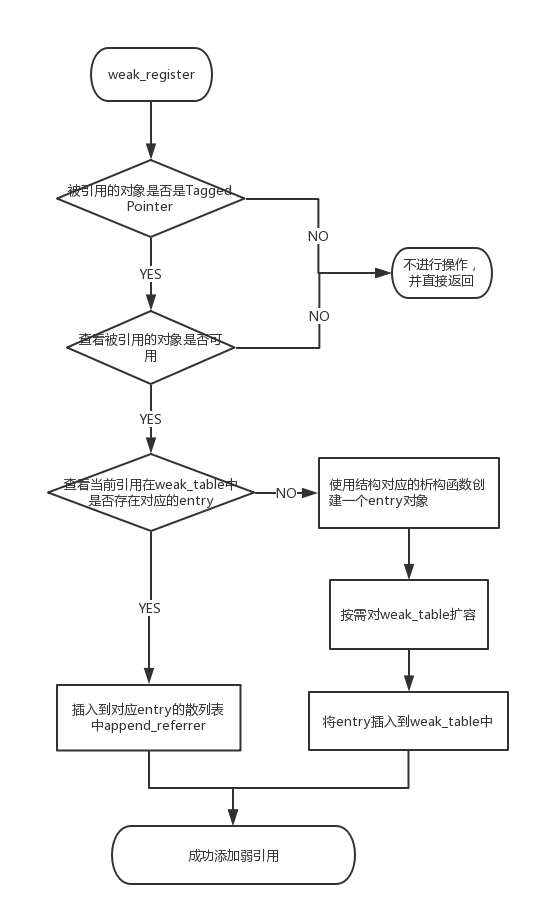 weak_register
被引用的对象是否是Tagged
Pointer
NO
不进行操作，
并直接返回
YES
NO
查看被引用的对象是否可
用
YES
查看当前引用在weak_table中
是否存在对应的entry
NO
使用结构对应的析构函数创
建一个entry对象
YES
按需对weak_table扩容
插入到对应entry的散列表
中append_referrer
将entry插入到weak_table中
成功添加弱引用